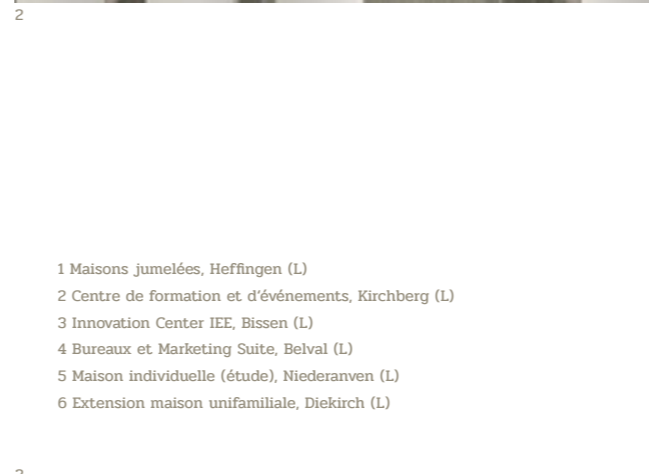 2
1 Maisons jumelées, Heffingen (L)
2 Centre de formation et d'événements, Kirchberg (L)
3 Innovation Center IEE, Bissen (L)
4 Bureaux et Marketing Suite, Belval (L)
5 Maison individuelle (étude), Niederanven (L)
6 Extension maison unifamiliale, Diekirch (L)